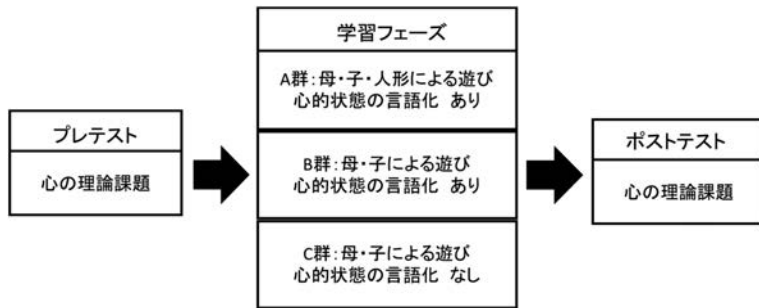 プレテスト
心の理論課題
学習フェーズ
A群:母・子・人形による遊び
心的状態の言語化 あり
B群:母・子による遊び
心的状態の言語化 あり
C群:母・子による遊び
心的状態の言語化 なし
ポストテスト
心の理論課題